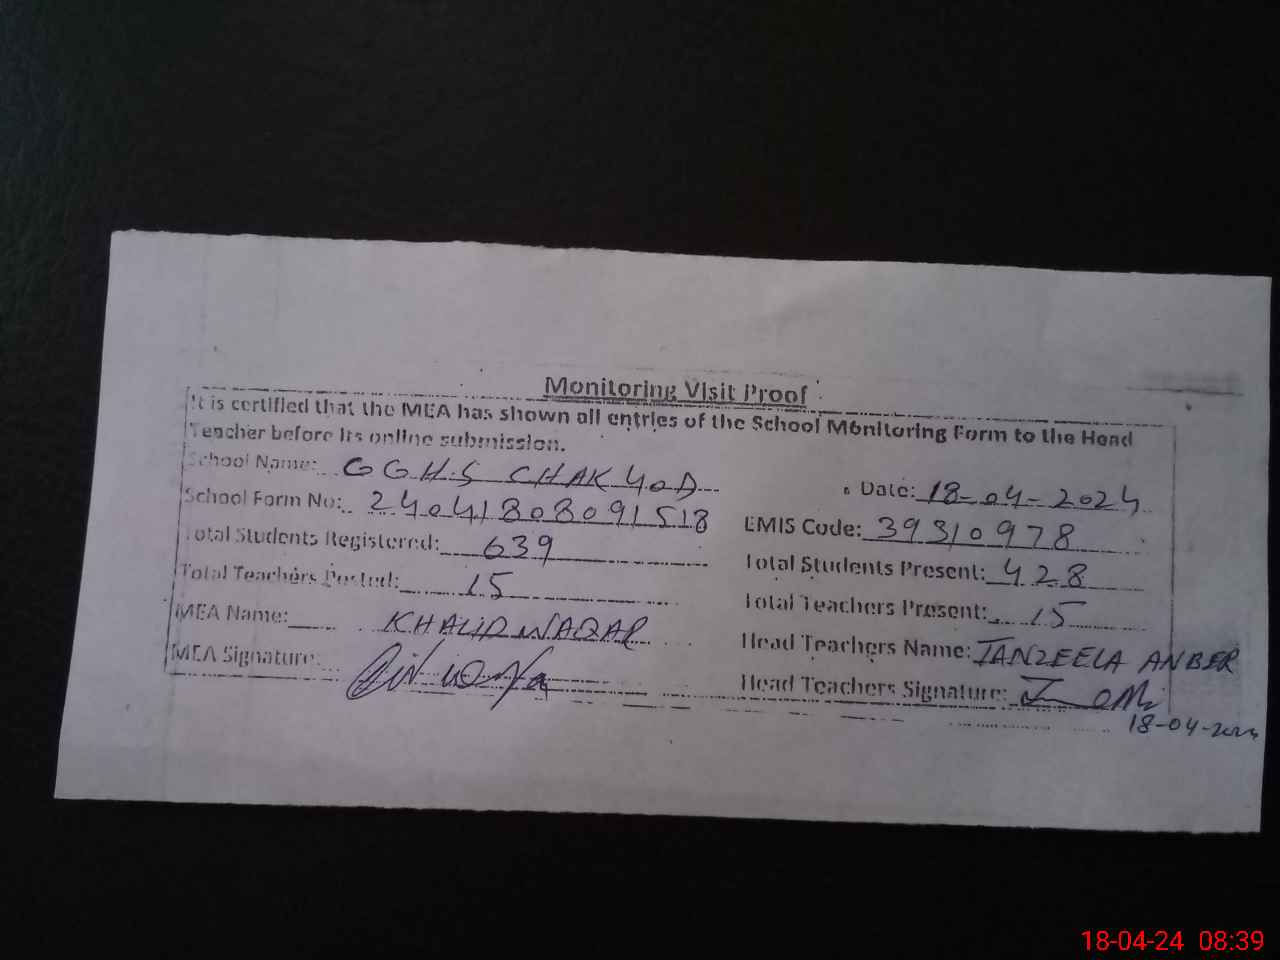 Monitoring Visit Proof
It is certified that the MEA has shown all entries of the School Monitoring Form to the Head
Teacher before its online submission.
School Name: GGHS CHAK 40D Date: 18-04-2024
School Form No: 24041808091518 EMIS Code: 39310978
Total Students Registered: 639 Total Students Present: 428
Total Teachers Posted: 15 Total Teachers Present: 15
MEA Name: KHALID WAQAR Head Teachers Name: TANZEELA ANBER
MEA Signature: Head Teachers Signature:
18-04-2024
18-04-24 08:39